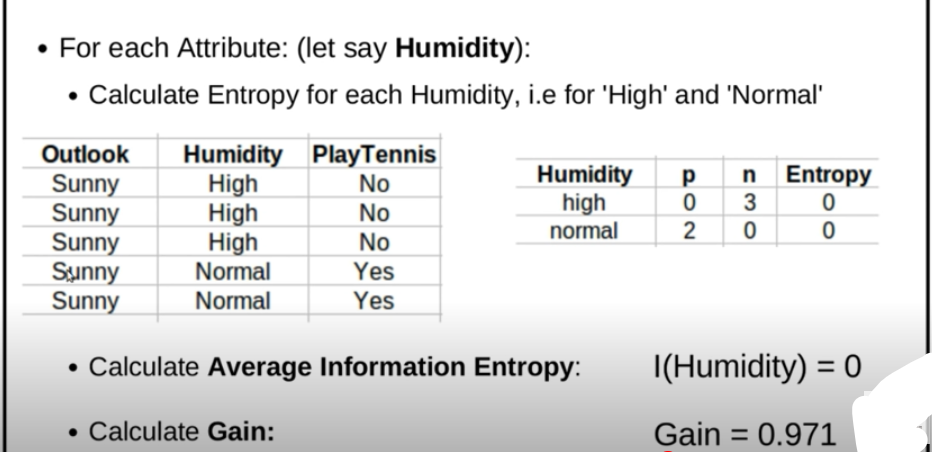 • For each Attribute: (let say Humidity):
• Calculate Entropy for each Humidity, i.e for 'High' and 'Normal'
Outlook Humidity PlayTennis
Sunny High No
Sunny High No
Sunny High No
Sunny Normal Yes
Sunny Normal Yes
Humidity p n Entropy
high 0 3 0
normal 2 0 0
• Calculate Average Information Entropy: I(Humidity) = 0
• Calculate Gain: Gain = 0.971